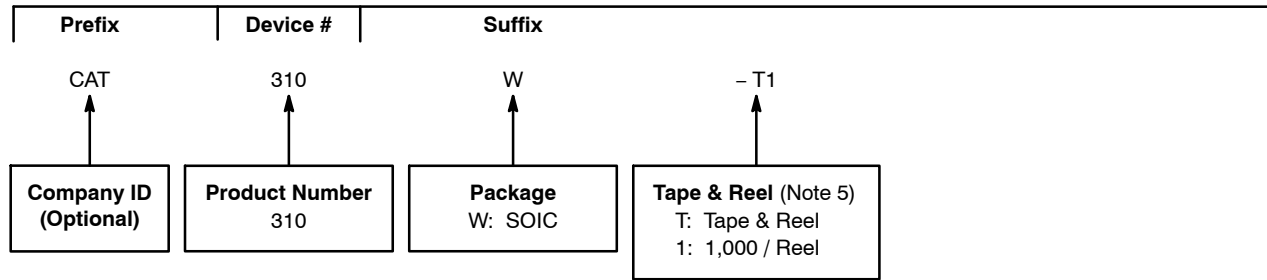 Prefix Device # Suffix
CAT 310 W – T1
Company ID
(Optional)
Product Number
310
Package
W: SOIC
Tape & Reel (Note 5)
T: Tape & Reel
1: 1,000 / Reel